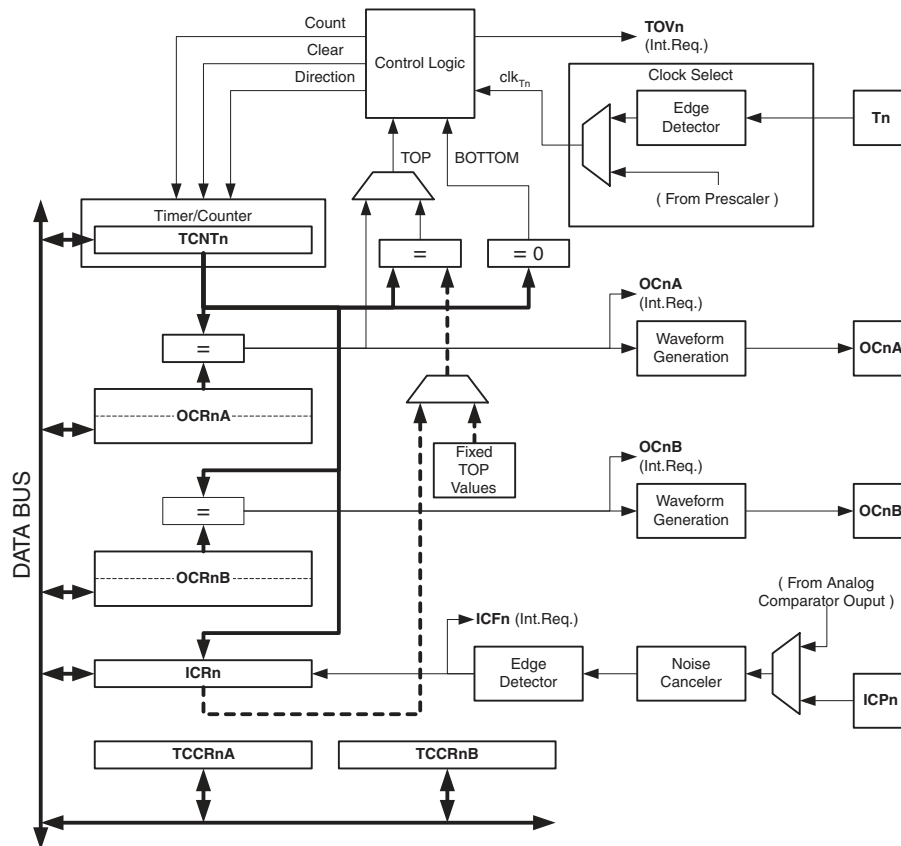 Count
Clear
Direction
Control Logic
TOVn
(Int.Req.)
clkTn
Clock Select
Edge
Detector
Tn
( From Prescaler )
TOP
BOTTOM
Timer/Counter
TCNTn
=
= 0
OCnA
(Int.Req.)
=
Waveform
Generation
OCnA
OCRnA
Fixed
TOP
Values
OCnB
(Int.Req.)
=
Waveform
Generation
OCnB
OCRnB
DATA BUS
( From Analog
Comparator Ouput )
ICFn (Int.Req.)
ICRn
Edge
Detector
Noise
Canceler
ICPn
TCCRnA
TCCRnB